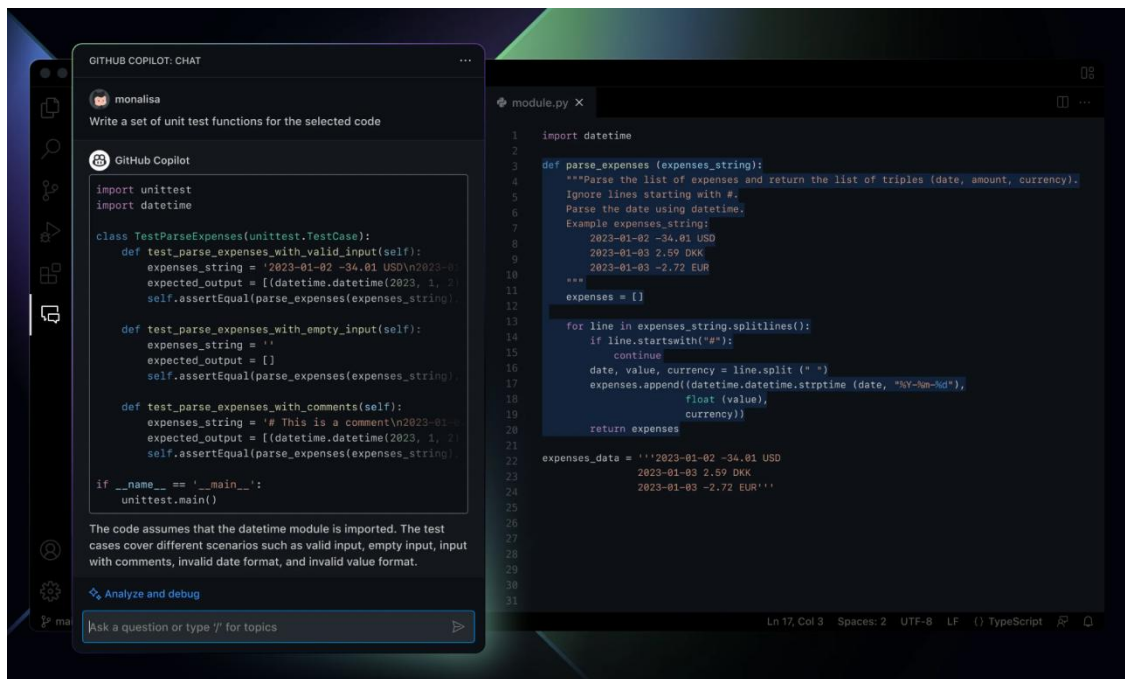 GITHUB COPILOT: CHAT
monalisa
Write a set of unit test functions for the selected code
GitHub Copilot
import unittest
import datetime
class TestParseExpenses(unittest.TestCase):
def test_parse_expenses_with_valid_input(self):
expenses_string = '2023-01-02 -34.01 USD\n2023-01
expected_output = [(datetime.datetime(2023, 1, 2)
self.assertEqual(parse_expenses(expenses_string),
def test_parse_expenses_with_empty_input(self):
expenses_string = ''
expected_output = []
self.assertEqual(parse_expenses(expenses_string),
def test_parse_expenses_with_comments(self):
expenses_string = '# This is a comment\n2023-01-0
expected_output = [(datetime.datetime(2023, 1, 2)
self.assertEqual(parse_expenses(expenses_string),
if __name__ == '__main__':
unittest.main()
The code assumes that the datetime module is imported. The test
cases cover different scenarios such as valid input, empty input, input
with comments, invalid date format, and invalid value format.
Analyze and debug
Ask a question or type '/' for topics
mai
module.py
1 import datetime
2
3 def parse_expenses (expenses_string):
4 """Parse the list of expenses and return the list of triples (date, amount, currency).
5 Ignore lines starting with #.
6 Parse the date using datetime.
7 Example expenses_string:
8 2023-01-02 -34.01 USD
9 2023-01-03 2.59 DKK
10 2023-01-03 -2.72 EUR
"""
11 expenses = []
12
13 for line in expenses_string.splitlines():
14 if line.startswith("#"):
15 continue
16 date, value, currency = line.split (" ")
17 expenses.append((datetime.datetime.strptime (date, "%Y-%m-%d"),
18 float (value),
19 currency))
20 return expenses
21
22 expenses_data = '''2023-01-02 -34.01 USD
23 2023-01-03 2.59 DKK
24 2023-01-03 -2.72 EUR'''
25
26
27
28
29
30
31
Ln 17, Col 3 Spaces: 2 UTF-8 LF {} TypeScript